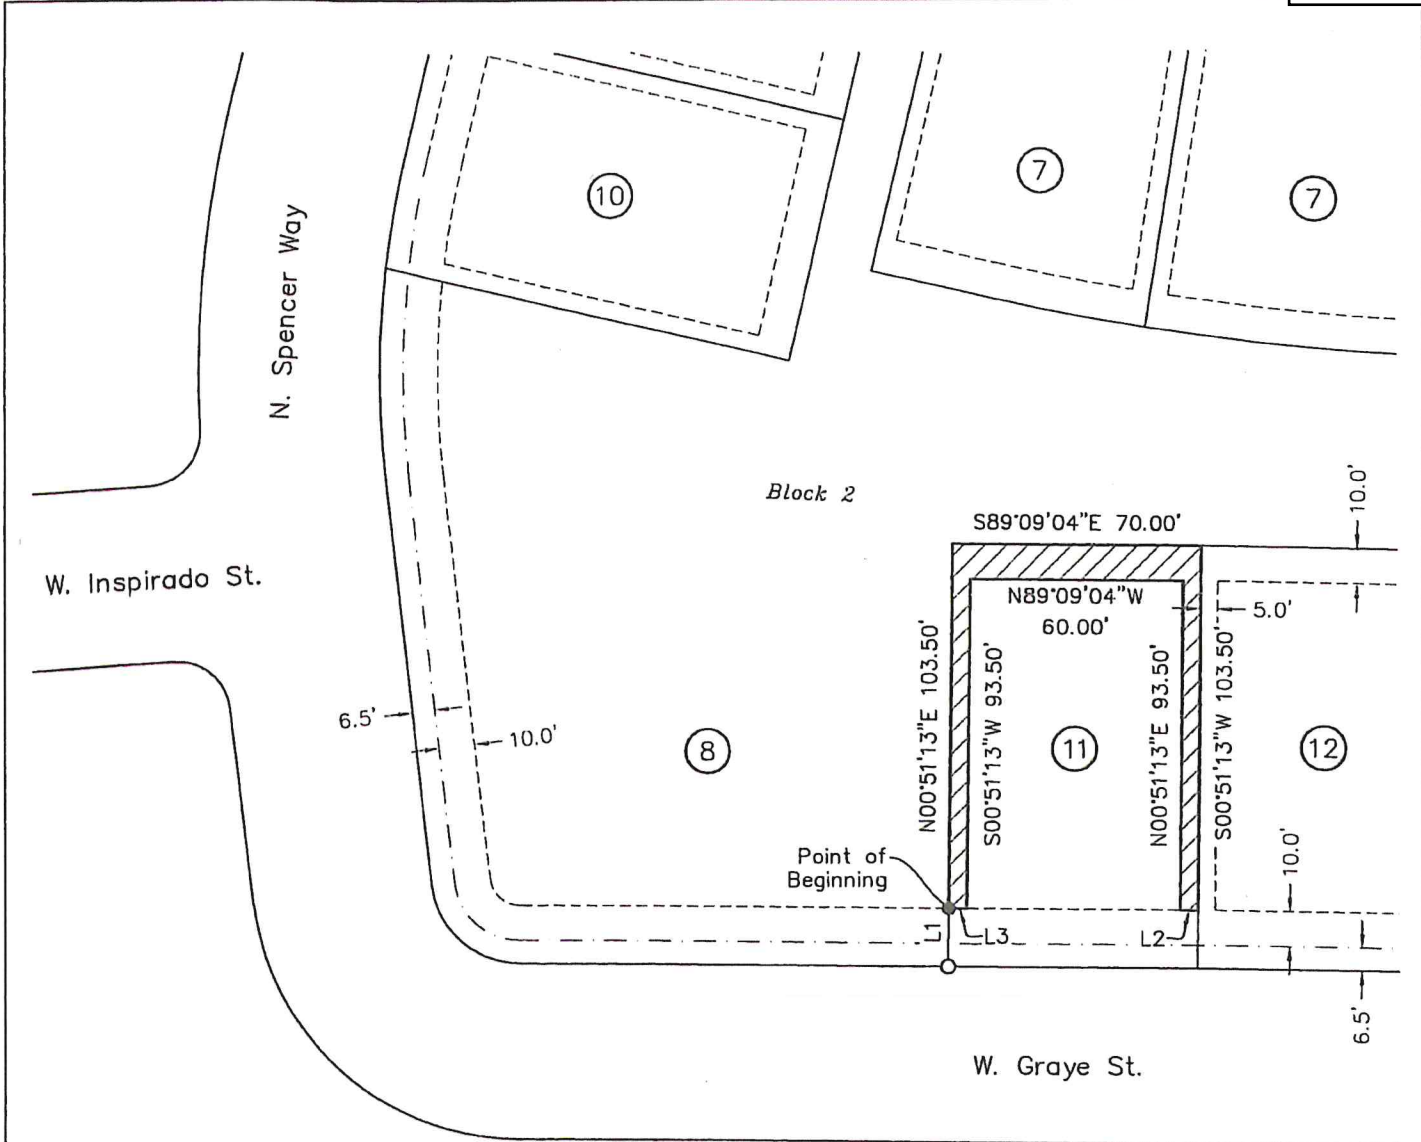 10
7
7
N. Spencer Way
Block 2
10.0'
S89°09'04"E 70.00'
W. Inspirado St.
N89°09'04"W
60.00'
5.0'
N00°51'13"E 103.50'
S00°51'13"W 93.50'
N00°51'13"E 93.50'
S00°51'13"W 103.50'
6.5'
10.0'
8
11
12
Point of
Beginning
10.0'
L1
L3
L2
6.5'
W. Graye St.